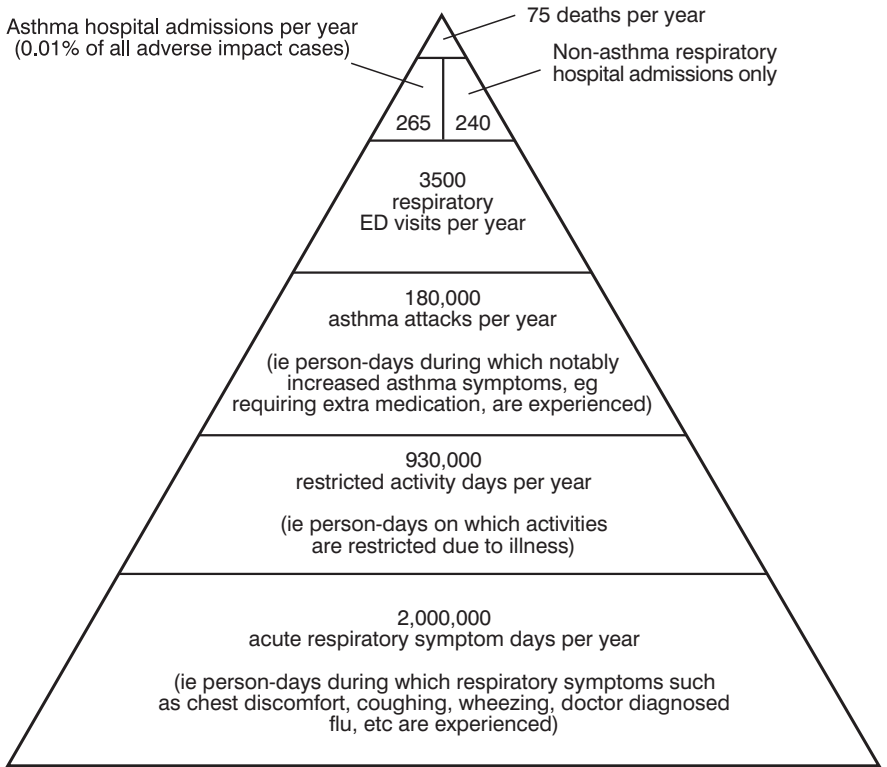 Asthma hospital admissions per year
(0.01% of all adverse impact cases)
75 deaths per year
Non-asthma respiratory
hospital admissions only
265
240
3500
respiratory
ED visits per year
180,000
asthma attacks per year
(ie person-days during which notably
increased asthma symptoms, eg
requiring extra medication, are experienced)
930,000
restricted activity days per year
(ie person-days on which activities
are restricted due to illness)
2,000,000
acute respiratory symptom days per year
(ie person-days during which respiratory symptoms such
as chest discomfort, coughing, wheezing, doctor diagnosed
flu, etc are experienced)